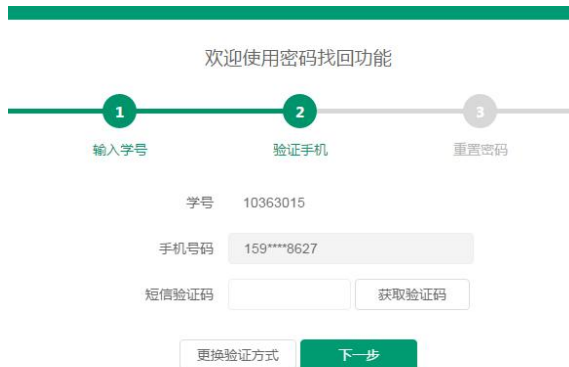 欢迎使用密码找回功能
1 2 3
输入学号 验证手机 重置密码
学号 10363015
手机号码 159****8627
短信验证码 获取验证码
更换验证方式 下一步